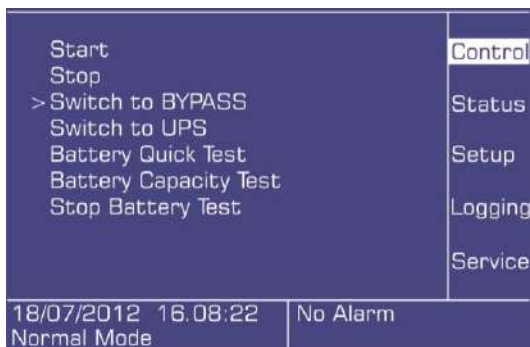 Start
Stop
> Switch to BYPASS
Switch to UPS
Battery Quick Test
Battery Capacity Test
Stop Battery Test
Control
Status
Setup
Logging
Service
18/07/2012 16.08:22
Normal Mode
No Alarm